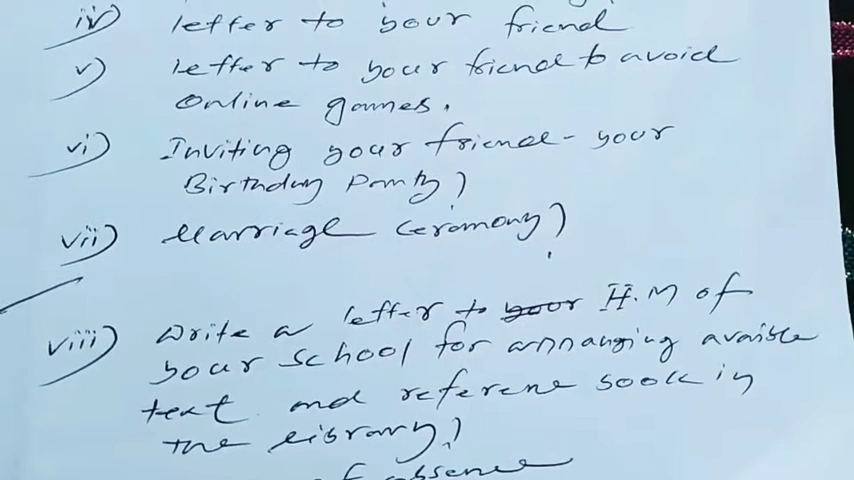 iv) letter to your friend
v) letter to your friend to avoid
online games.
vi) Inviting your friend - your
Birthday Party)
vii) Marriage Ceremony)
viii) Write a letter to your H.M of
your school for arranging
text and reference book in
the library)
of absence